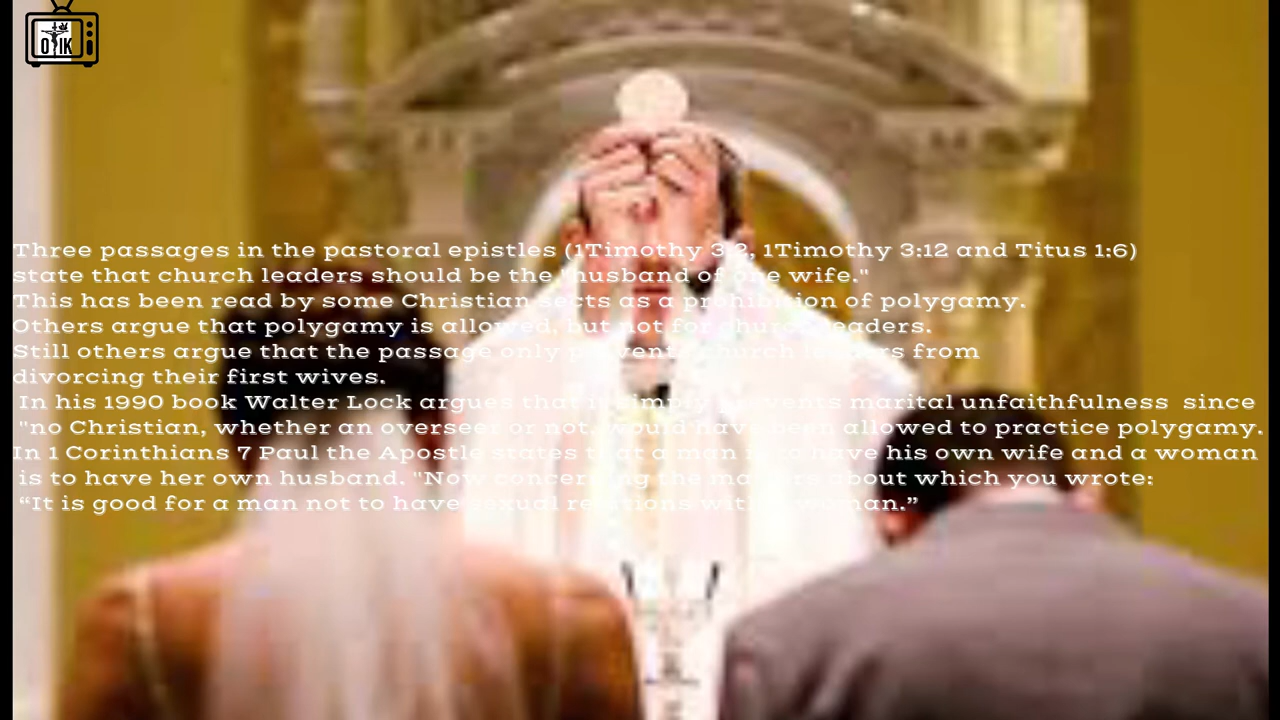 OTIK
Three passages in the pastoral epistles (1Timothy 3:2, 1Timothy 3:12 and Titus 1:6)
state that church leaders should be the "husband of one wife."
This has been read by some Christian sects as a prohibition of polygamy.
Others argue that polygamy is allowed, but not for church leaders.
Still others argue that the passage only prevents church leaders from
divorcing their first wives.
In his 1990 book Walter Lock argues that it simply prevents marital unfaithfulness since
"no Christian, whether an overseer or not, would have been allowed to practice polygamy.
In 1 Corinthians 7 Paul the Apostle states that a man is to have his own wife and a woman
is to have her own husband. "Now concerning the matters about which you wrote:
“It is good for a man not to have sexual relations with a woman.”